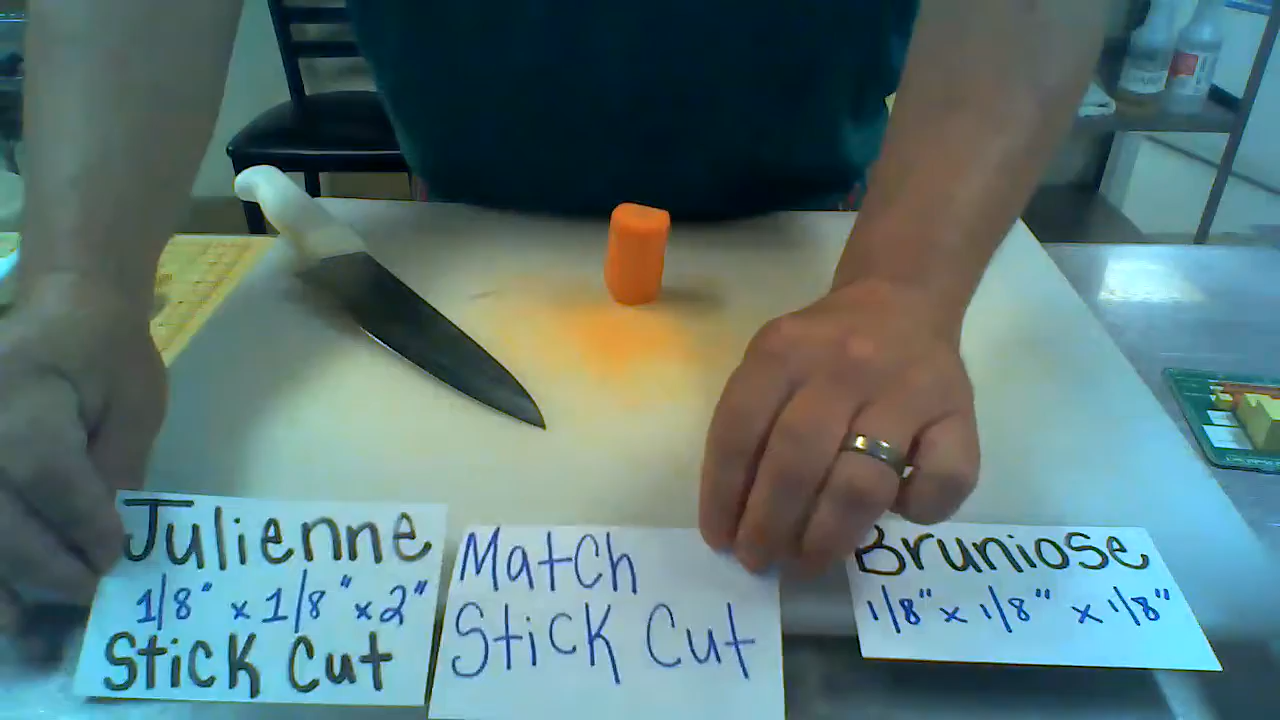 Julienne
1/8" x 1/8" x 2"
Stick Cut
Match
Stick Cut
Bruniose
1/8" x 1/8" x 1/8"